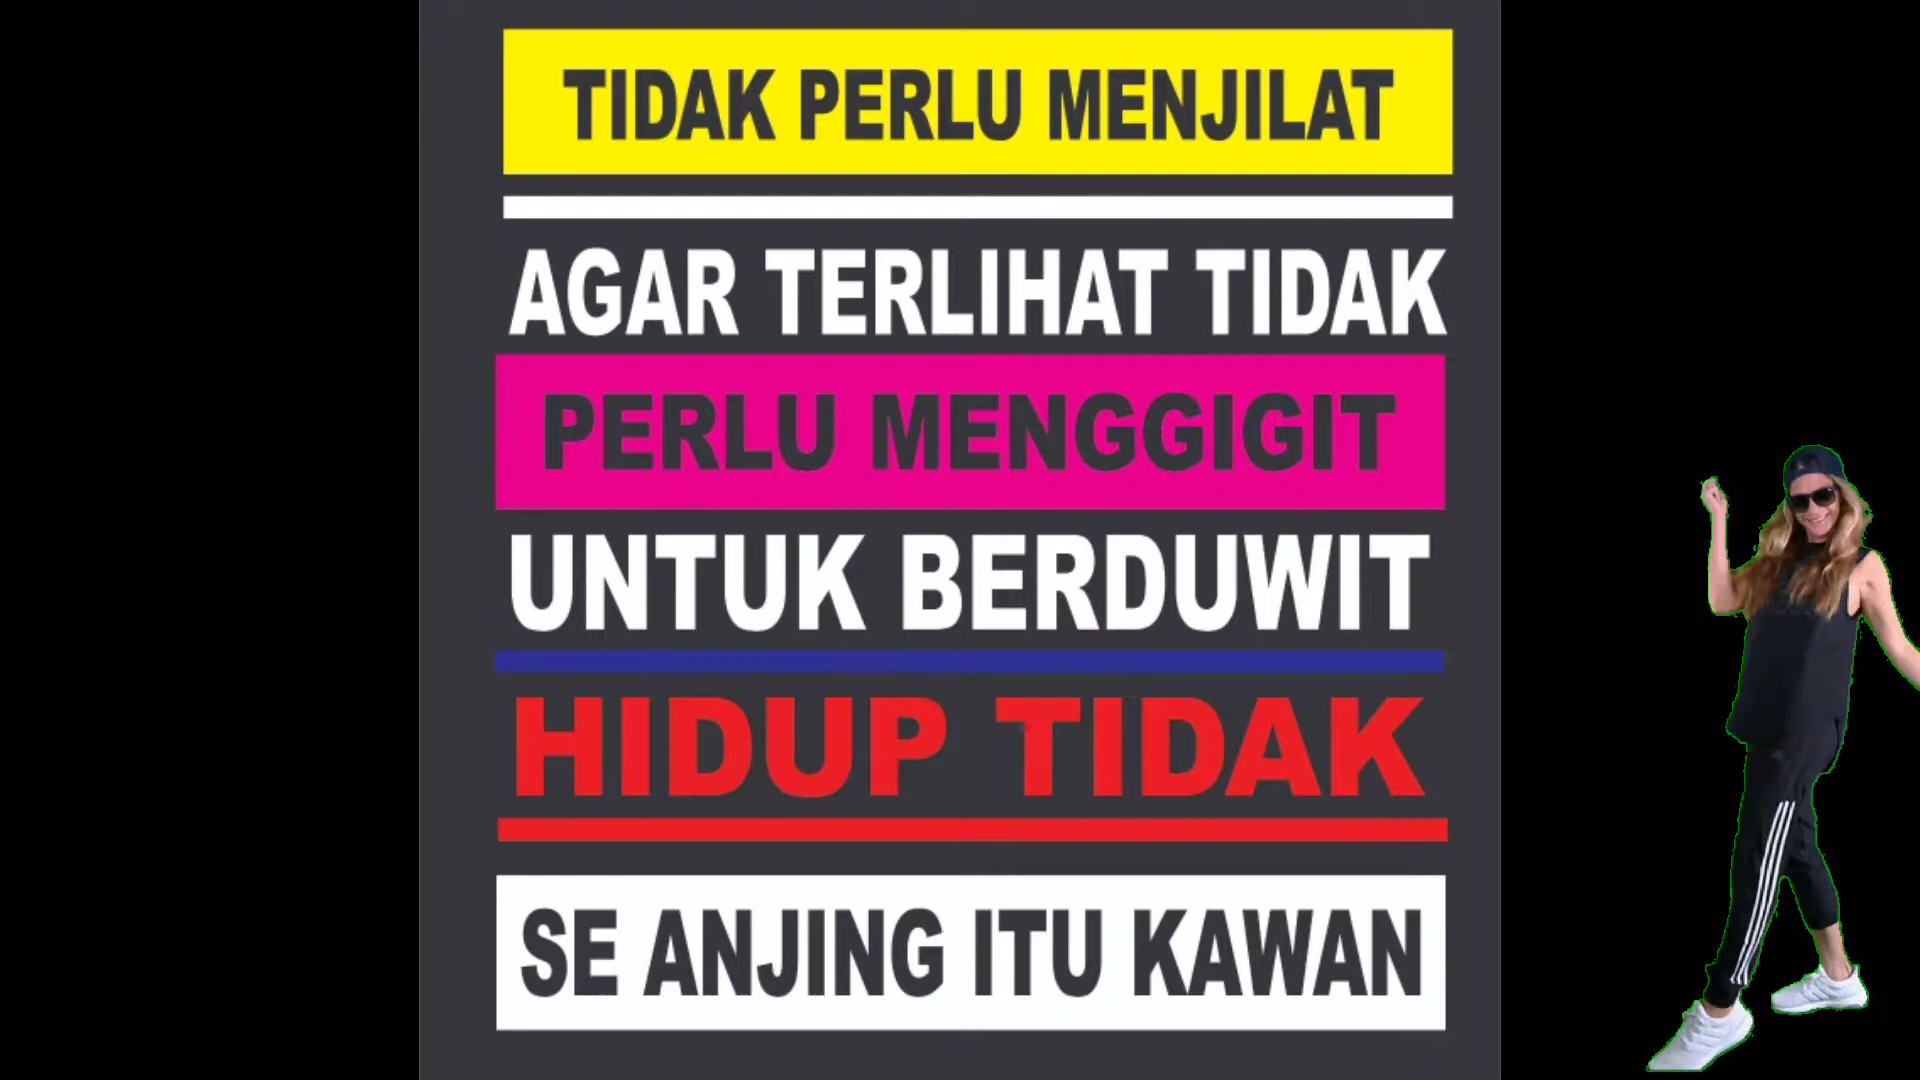 TIDAK PERLU MENJILAT
AGAR TERLIHAT TIDAK
PERLU MENGGIGIT
UNTUK BERDUWIT
HIDUP TIDAK
SE ANJING ITU KAWAN